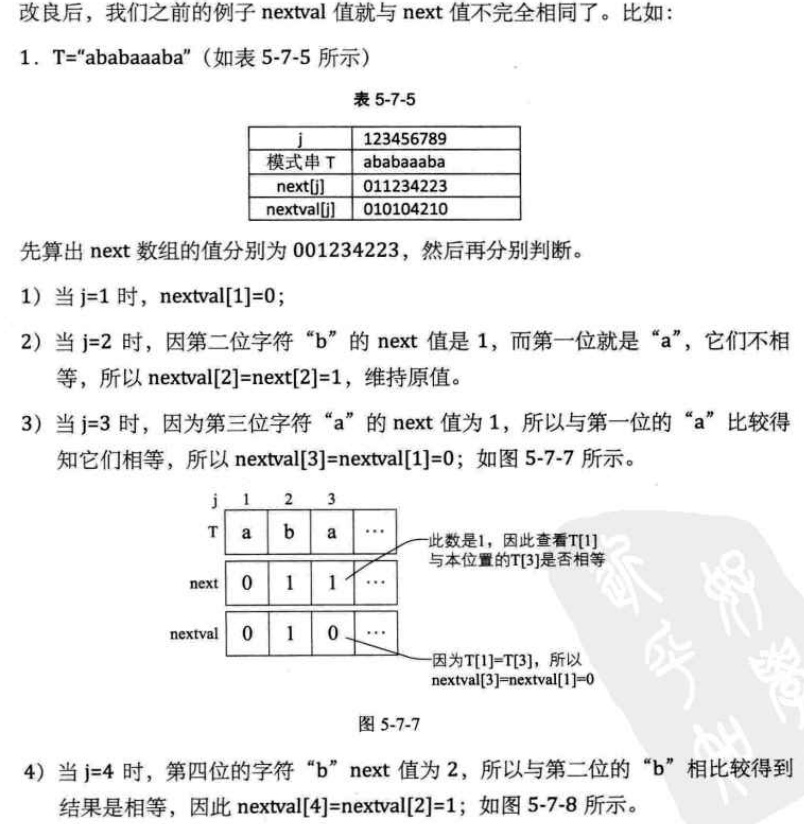 改良后，我们之前的例子 nextval 值就与 next 值不完全相同了。比如：
1．T=“ababaaaba”（如表 5-7-5 所示）
表 5-7-5
j 123456789
模式串 T ababaaaba
next[j] 011234223
nextval[j] 010104210
先算出 next 数组的值分别为 001234223，然后再分别判断。
1）当 j=1 时，nextval[1]=0；
2）当 j=2 时，因第二位字符“b”的 next 值是 1，而第一位就是“a”，它们不相
等，所以 nextval[2]=next[2]=1，维持原值。
3）当 j=3 时，因为第三位字符“a”的 next 值为 1，所以与第一位的“a”比较得
知它们相等，所以 nextval[3]=nextval[1]=0；如图 5-7-7 所示。
j 1 2 3
T a b a …
此数是1，因此查看T[1]
与本位置的T[3]是否相等
next 0 1 1 …
nextval 0 1 0 …
因为T[1]=T[3]，所以
nextval[3]=nextval[1]=0
图 5-7-7
4）当 j=4 时，第四位的字符“b”next 值为 2，所以与第二位的“b”相比较得到
结果是相等，因此 nextval[4]=nextval[2]=1；如图 5-7-8 所示。